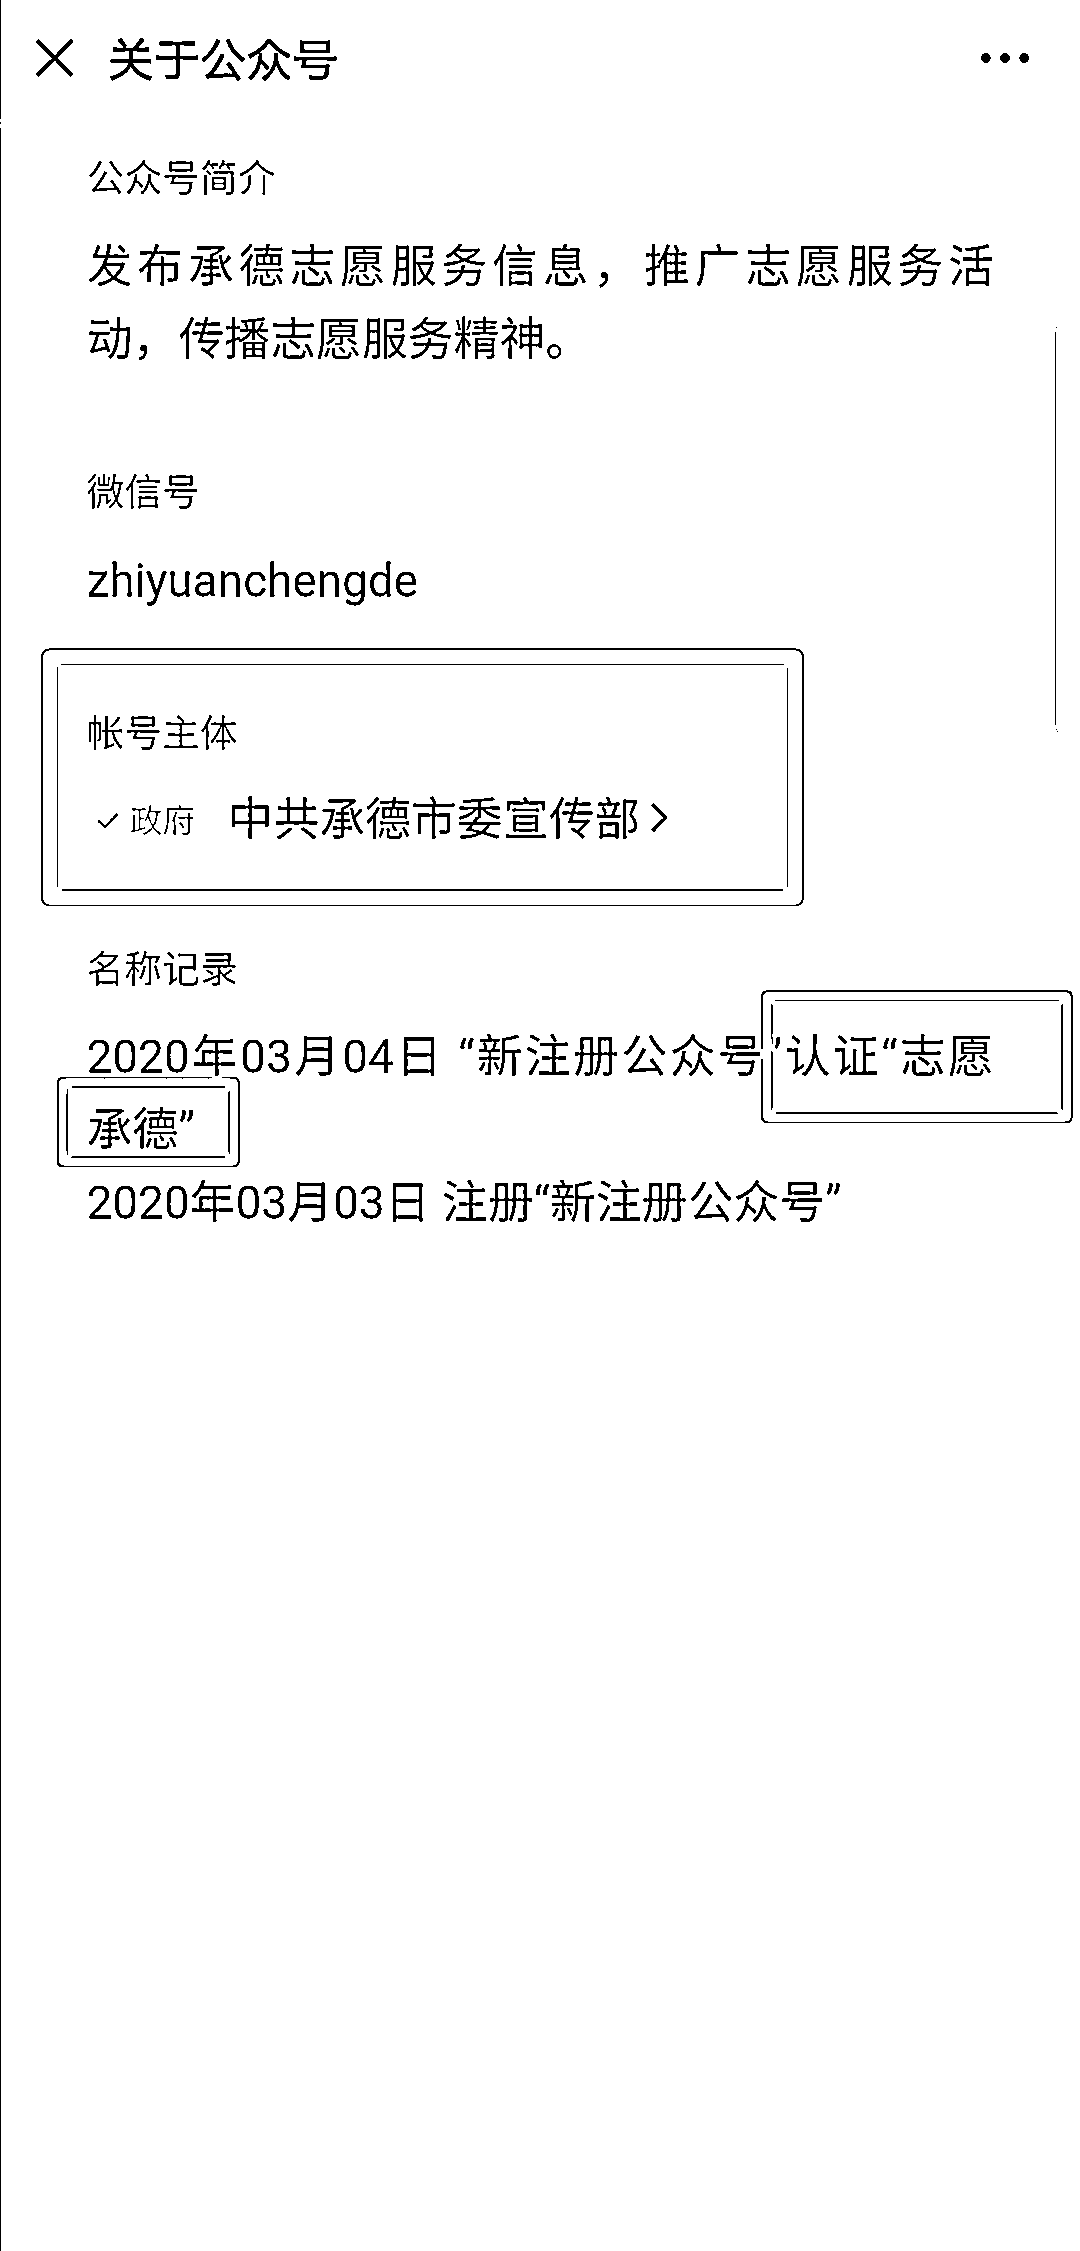 关于公众号
公众号简介
发布承德志愿服务信息，推广志愿服务活
动，传播志愿服务精神。
微信号
zhiyuanchengde
帐号主体
政府 中共承德市委宣传部
名称记录
2020年03月04日 “新注册公众号”认证“志愿
承德”
2020年03月03日 注册“新注册公众号”